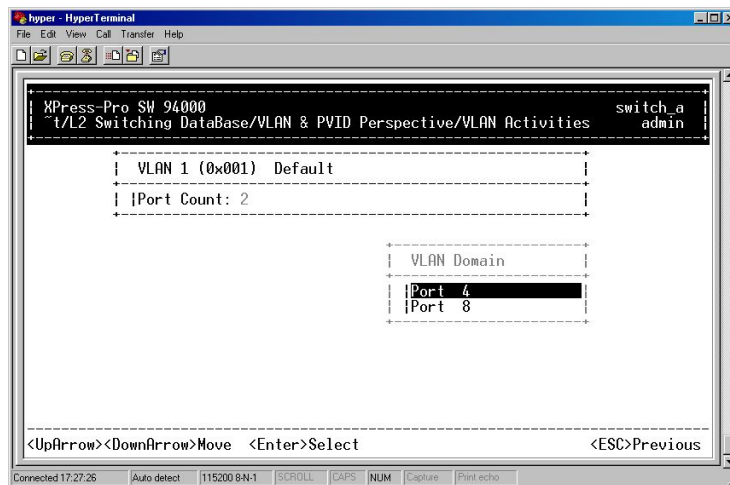 hyper - HyperTerminal
File Edit View Call Transfer Help
XPress-Pro SW 94000 switch_a
~t/L2 Switching DataBase/VLAN & PVID Perspective/VLAN Activities admin
VLAN 1 (0x001) Default
Port Count: 2
VLAN Domain
Port 4
Port 8
<UpArrow><DownArrow>Move <Enter>Select <ESC>Previous
Connected 17:27:26 Auto detect 115200 8-N-1 SCROLL CAPS NUM Capture Print echo